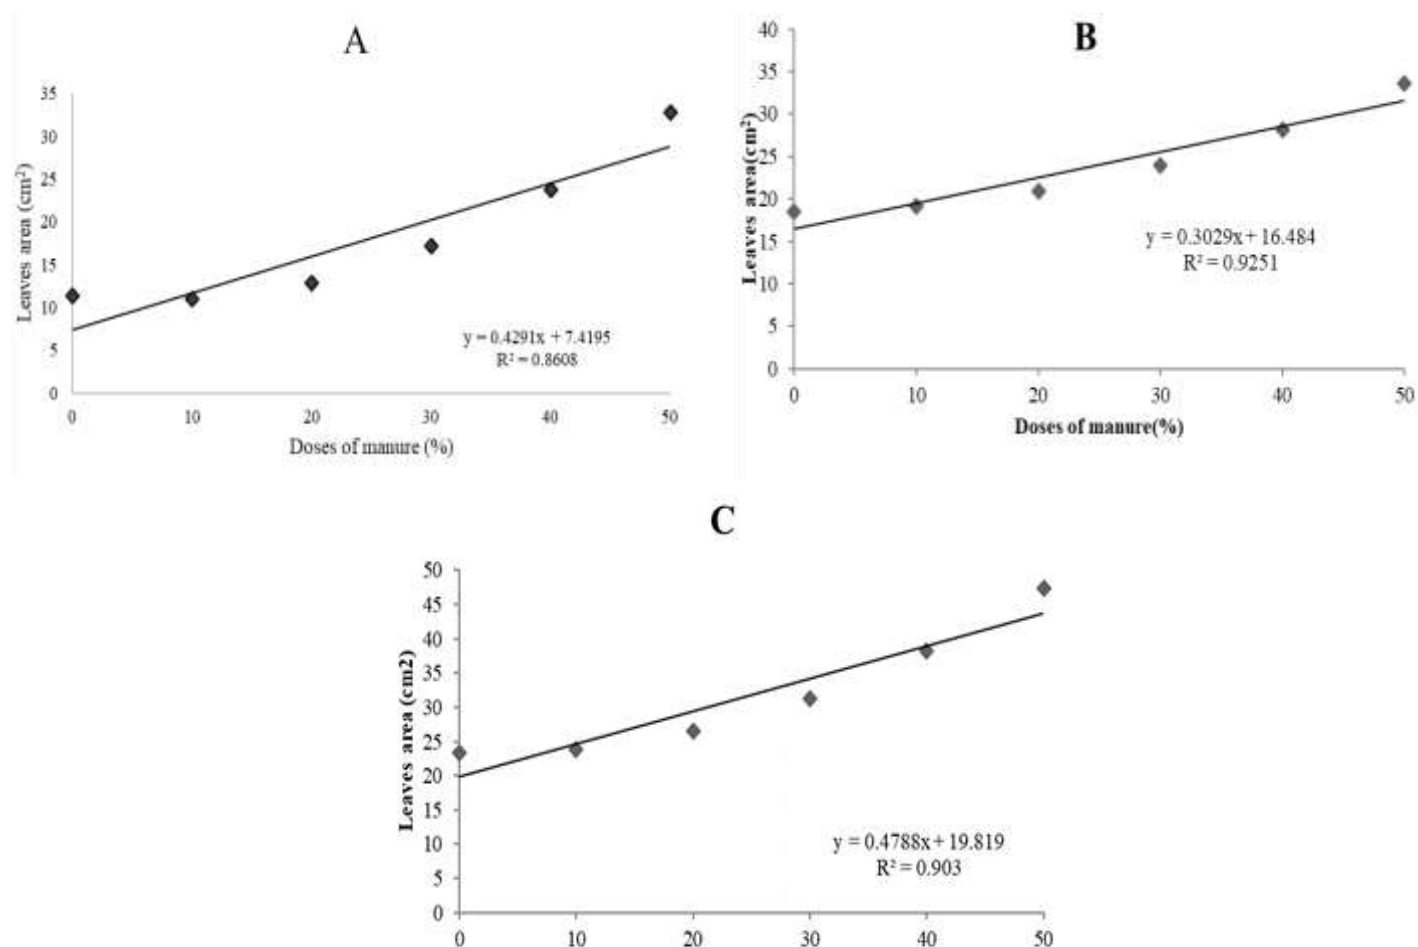 A
35
30
25
20
15
10
5
0
Leaves area (cm²)
y = 0.4291x + 7.4195
R² = 0.8608
0 10 20 30 40 50
Doses of manure (%)
B
40
35
30
25
20
15
10
5
0
Leaves area(cm²)
y = 0.3029x + 16.484
R² = 0.9251
0 10 20 30 40 50
Doses of manure(%)
C
50
45
40
35
30
25
20
15
10
5
0
Leaves area (cm2)
y = 0.4788x + 19.819
R² = 0.903
0 10 20 30 40 50